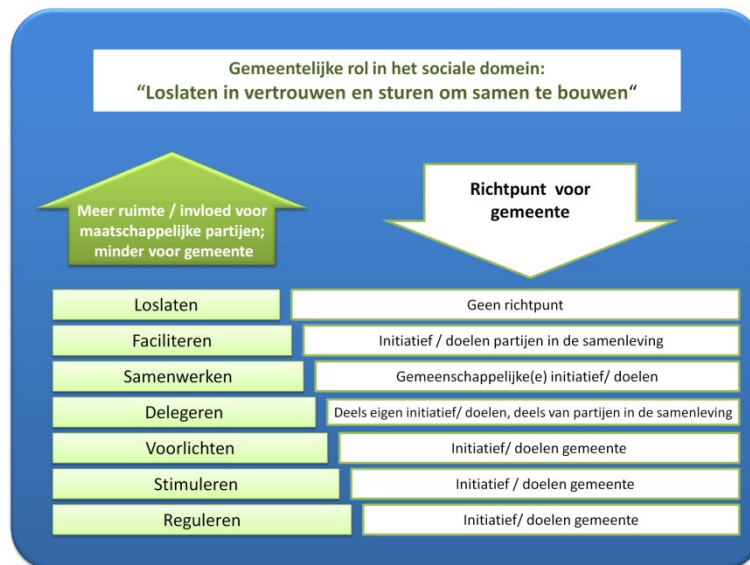 Gemeentelijke rol in het sociale domein:
“Loslaten in vertrouwen en sturen om samen te bouwen“
Meer ruimte / invloed voor
maatschappelijke partijen;
minder voor gemeente
Richtpunt voor
gemeente
Loslaten
Geen richtpunt
Faciliteren
Initiatief / doelen partijen in de samenleving
Samenwerken
Gemeenschappelijke(e) initiatief/ doelen
Delegeren
Deels eigen initiatief/ doelen, deels van partijen in de samenleving
Voorlichten
Initiatief/ doelen gemeente
Stimuleren
Initiatief / doelen gemeente
Reguleren
Initiatief/ doelen gemeente